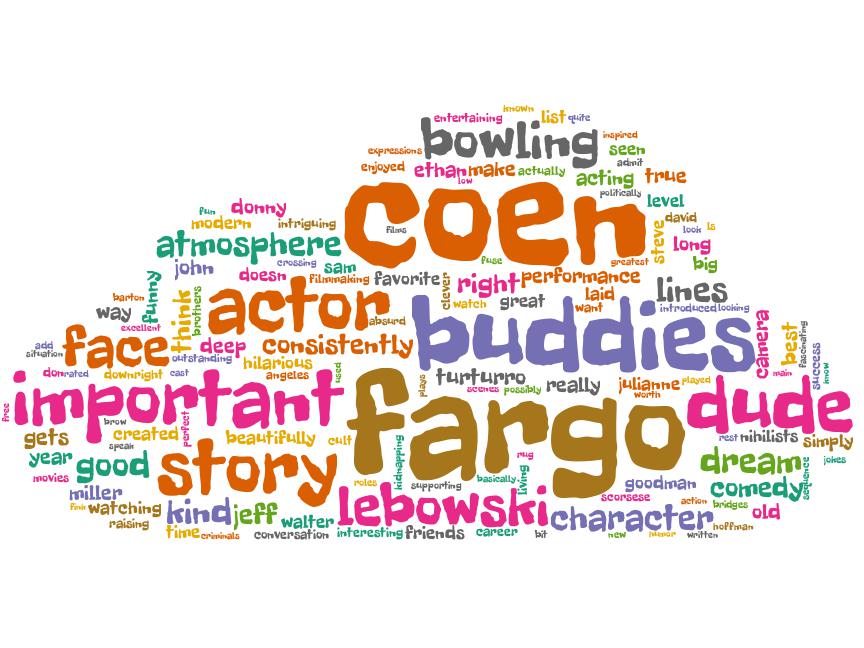 known
entertaining
list
quite
bowling
inspired
expressions
seen
admit
enjoyed
ethan
make
actually
acting
true
low
politically
coen
level
fun
donny
modern
intriguing
films
david
look
is
steve
atmosphere
long
crossing
fuse
greatest
john
doesn
sam
big
filmmaking
favorite
clever
right
performance
funny
barton
think
brothers
actor
watch
great
laid
want
lines
way
introduced
looking
excellent
absurd
buddies
camera
best
fascinating
add
situation
face
deep
consistently
outstanding
hilarious
success
know
don
rated
downright
cast
angeles
used
plays
turturro
scenes
possibly
really
julianne
worth
played
main
free
important
fargo
dude
brow
perfect
gets
created
speak
beautifully
cult
rest
nihilists
simply
year
good
story
kidnapping
rug
dream
jokes
movies
basically
living
sequence
miller
roles
supporting
goodman
comedy
scorsese
action
bridges
fink
watching
kind
jeff
walter
lebowski
character
old
raising
time
criminals
conversation
interesting
friends
career
bit
new
humor
written
hoffman